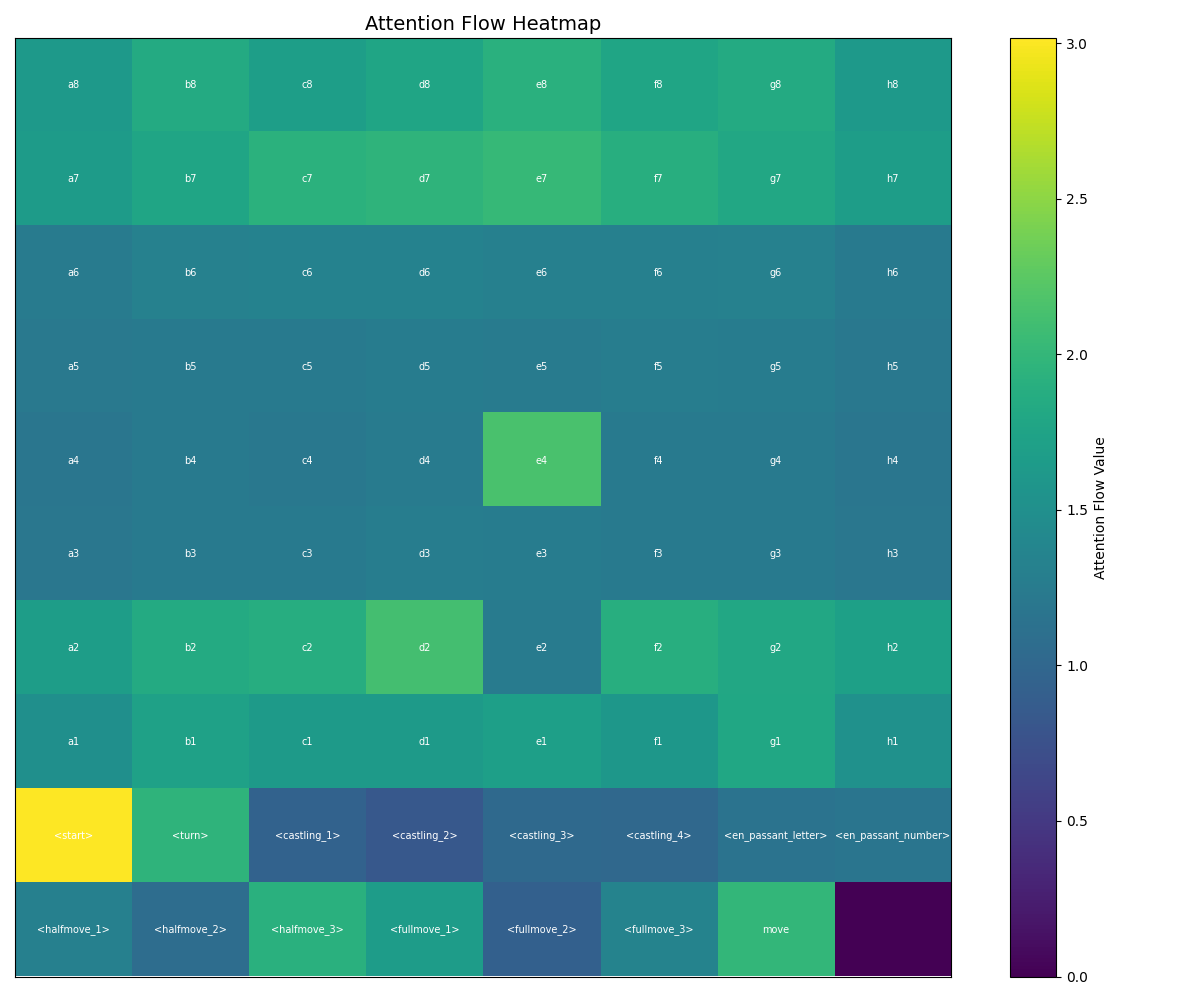 Attention Flow Heatmap
a8 b8 c8 d8 e8 f8 g8 h8
a7 b7 c7 d7 e7 f7 g7 h7
a6 b6 c6 d6 e6 f6 g6 h6
a5 b5 c5 d5 e5 f5 g5 h5
a4 b4 c4 d4 e4 f4 g4 h4
a3 b3 c3 d3 e3 f3 g3 h3
a2 b2 c2 d2 e2 f2 g2 h2
a1 b1 c1 d1 e1 f1 g1 h1
<start> <turn> <castling_1> <castling_2> <castling_3> <castling_4> <en_passant_letter> <en_passant_number>
<halfmove_1> <halfmove_2> <halfmove_3> <fullmove_1> <fullmove_2> <fullmove_3> move
3.0
2.5
2.0
1.5
1.0
0.5
0.0
Attention Flow Value